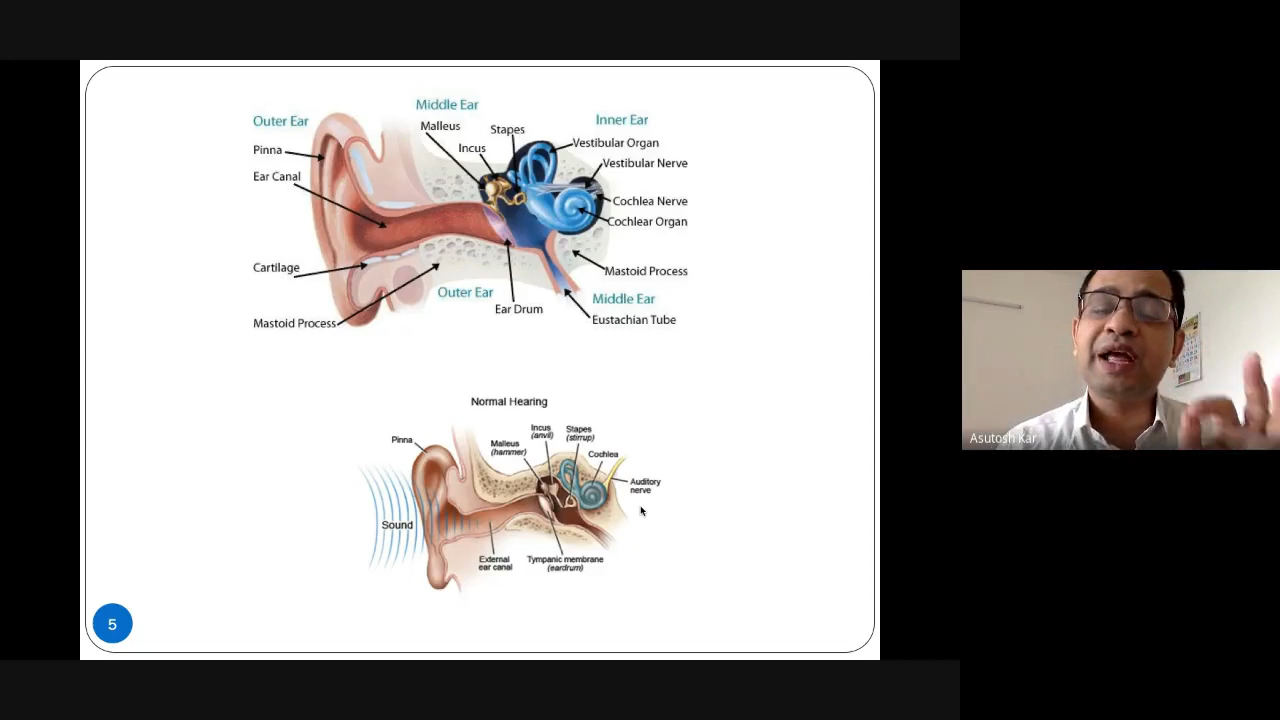 Middle Ear
Outer Ear
Inner Ear
Malleus
Stapes
Incus
Pinna
Vestibular Organ
Vestibular Nerve
Ear Canal
Cochlea Nerve
Cochlear Organ
Cartilage
Mastoid Process
Outer Ear
Middle Ear
Ear Drum
Eustachian Tube
Mastoid Process
Normal Hearing
Pinna
Malleus
(hammer)
Incus
(anvil)
Stapes
(stirrup)
Cochlea
Auditory
nerve
Sound
External
ear canal
Tympanic membrane
(eardrum)
5
Asutosh Kar